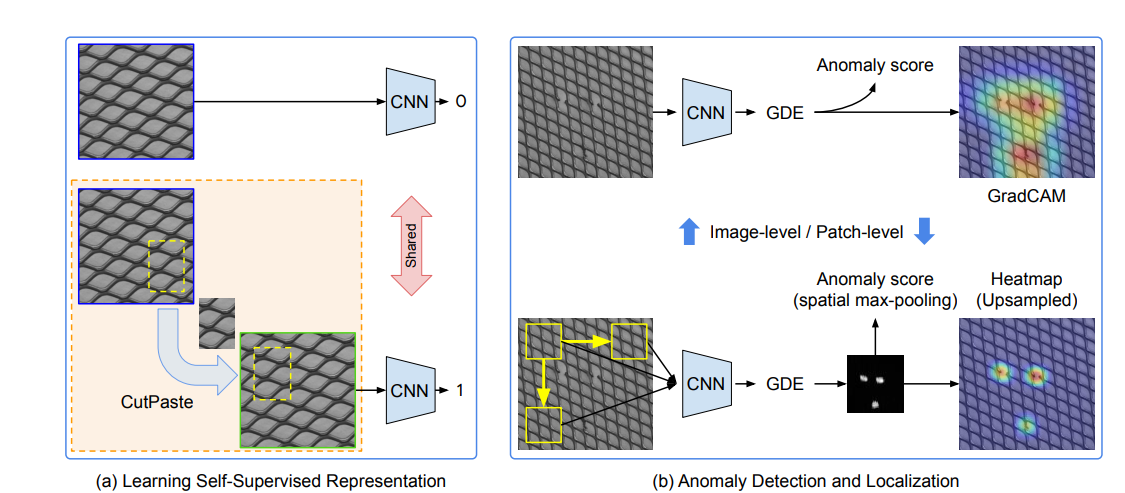 CNN
0
Shared
CutPaste
CNN
1
(a) Learning Self-Supervised Representation
Anomaly score
CNN
GDE
GradCAM
Image-level / Patch-level
Anomaly score
(spatial max-pooling)
Heatmap
(Upsampled)
CNN
GDE
(b) Anomaly Detection and Localization